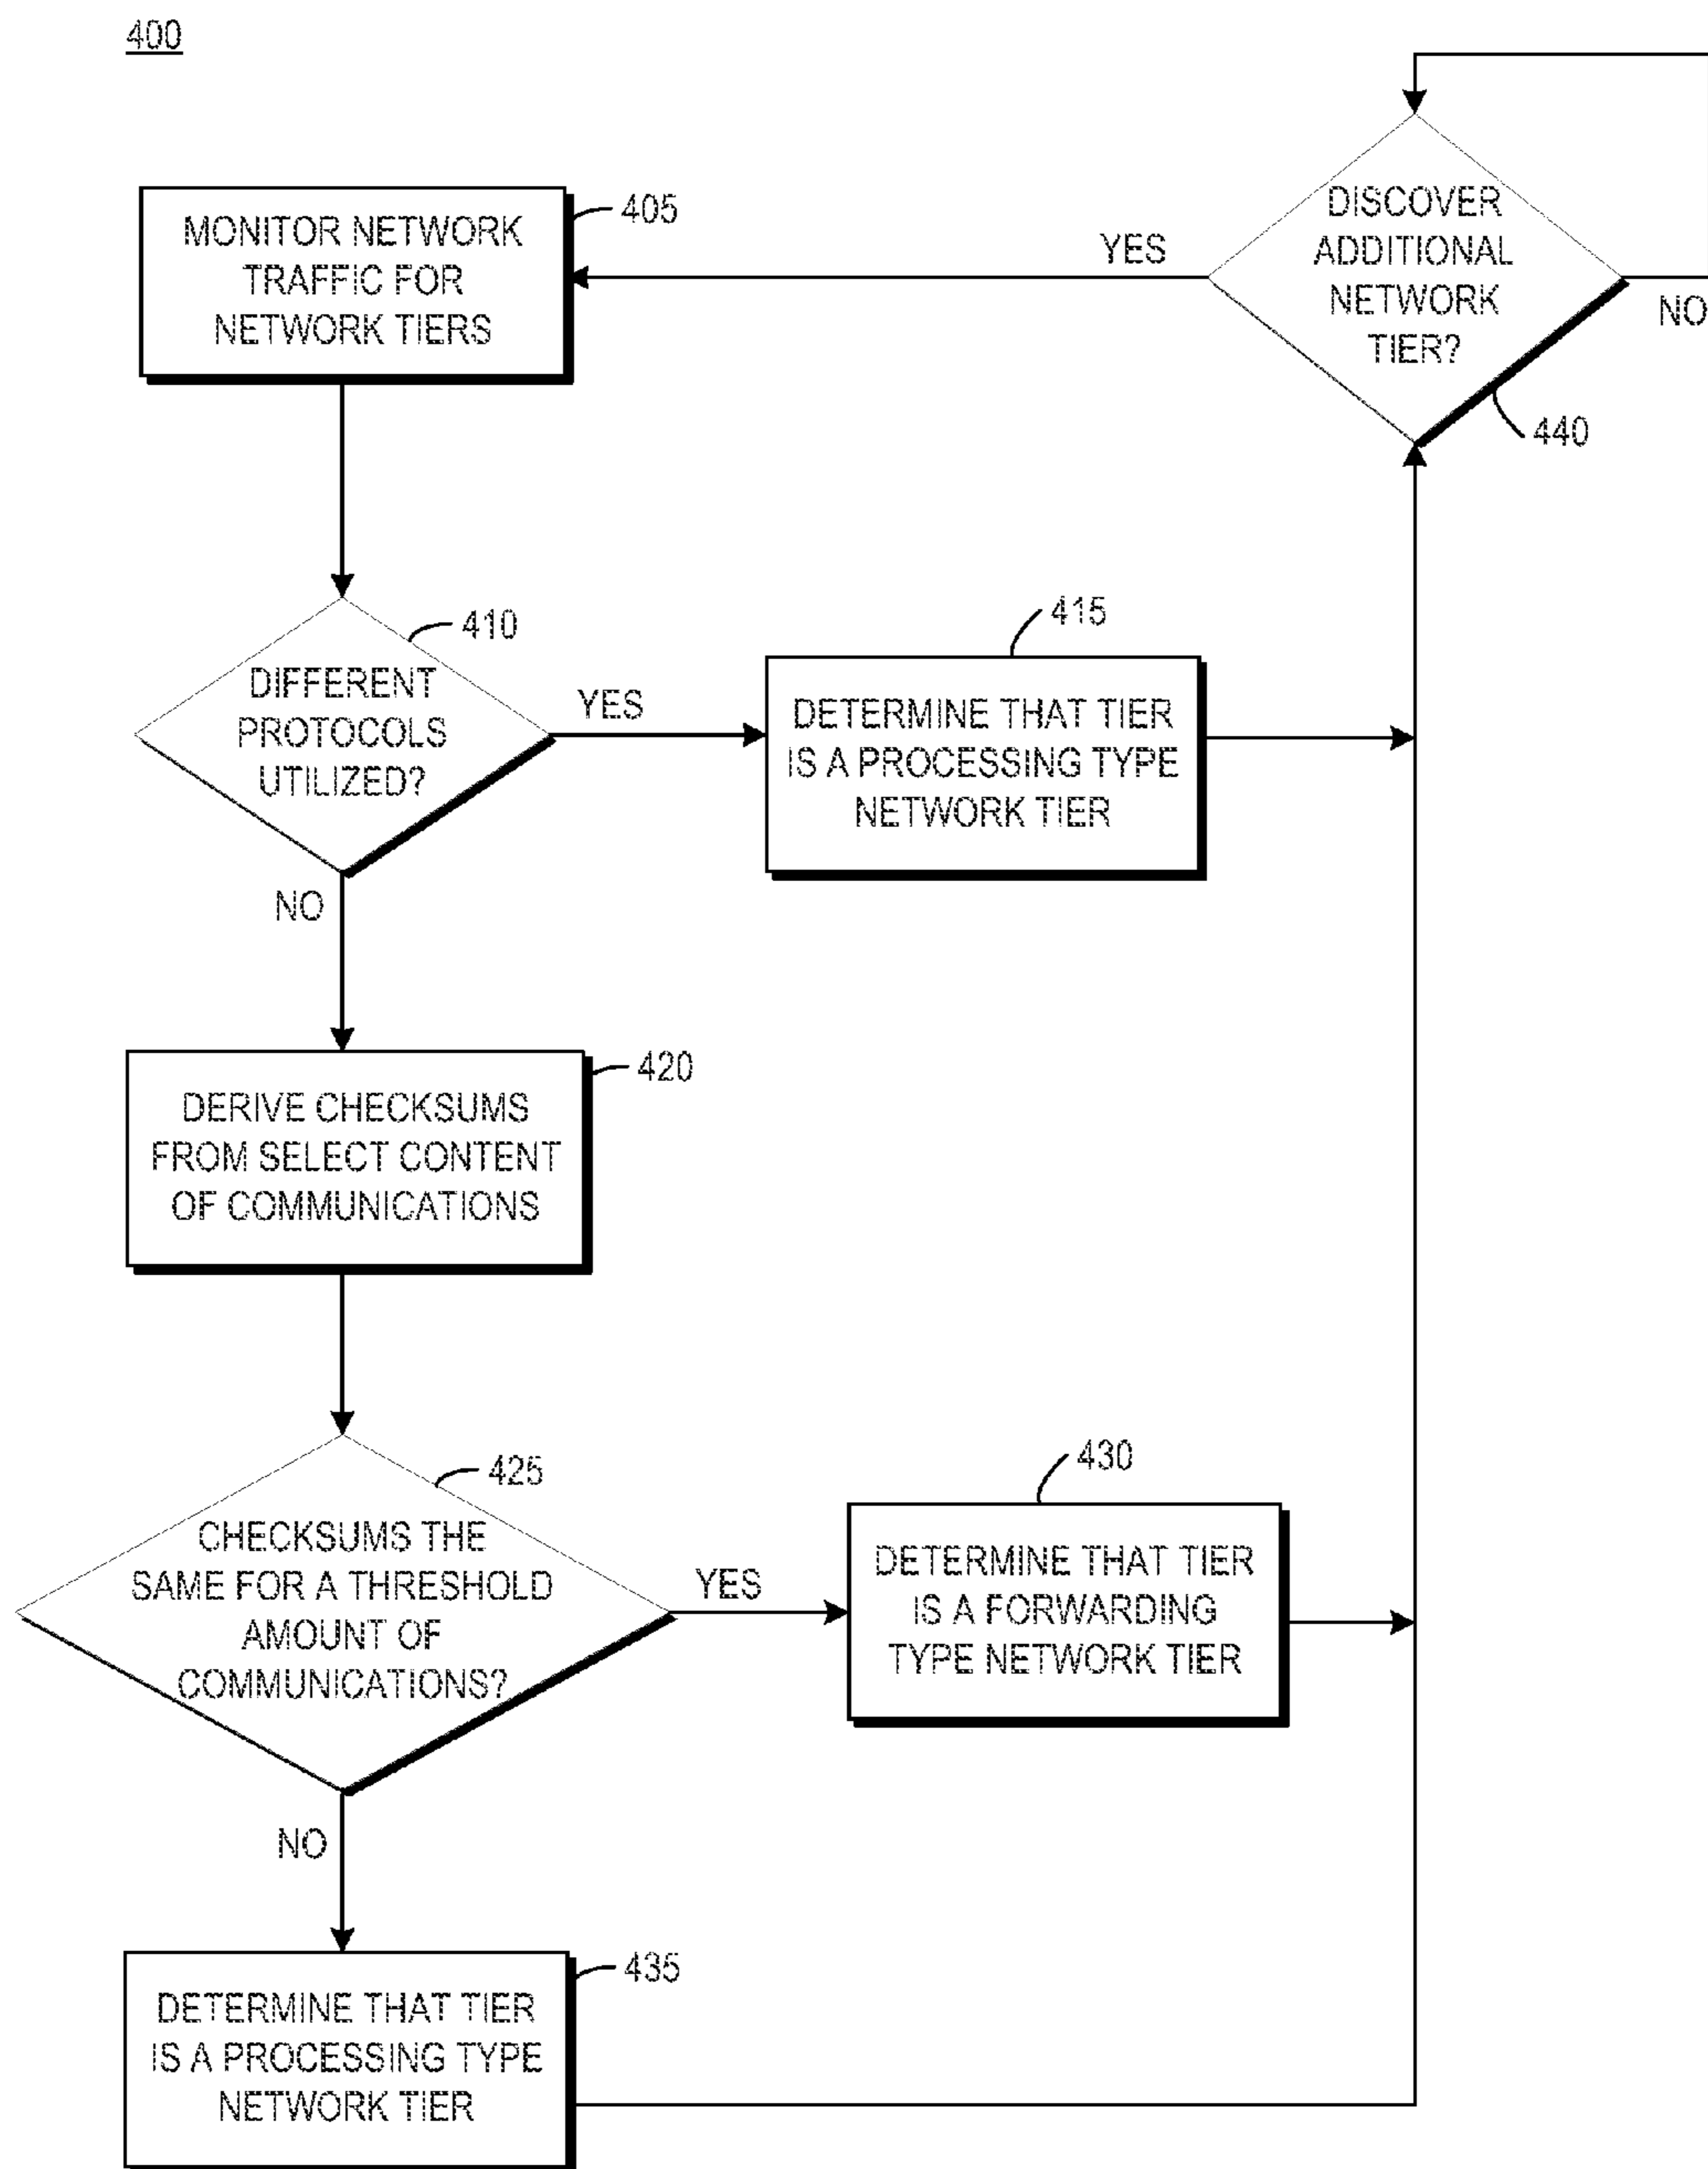 400
MONITOR NETWORK
TRAFFIC FOR
NETWORK TIERS
405
YES
DISCOVER
ADDITIONAL
NETWORK
TIER?
NO
440
DIFFERENT
PROTOCOLS
UTILIZED?
410
YES
NO
DETERMINE THAT TIER
IS A PROCESSING TYPE
NETWORK TIER
415
DERIVE CHECKSUMS
FROM SELECT CONTENT
OF COMMUNICATIONS
420
CHECKSUMS THE
SAME FOR A THRESHOLD
AMOUNT OF
COMMUNICATIONS?
425
YES
NO
DETERMINE THAT TIER
IS A FORWARDING
TYPE NETWORK TIER
430
DETERMINE THAT TIER
IS A PROCESSING TYPE
NETWORK TIER
435